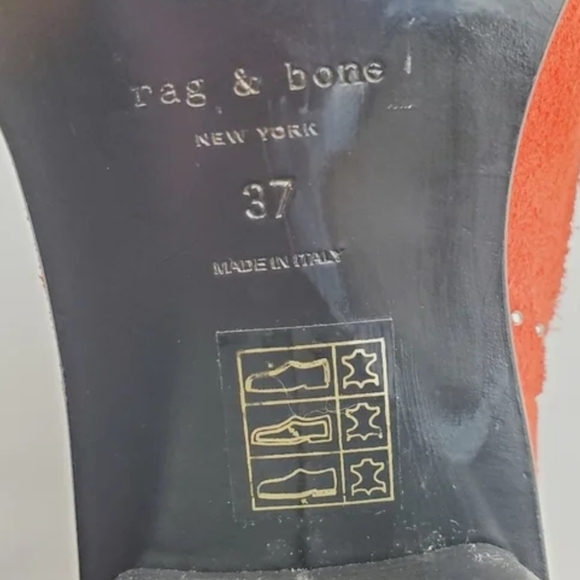 rag & bone
NEW YORK
37
MADE IN ITALY